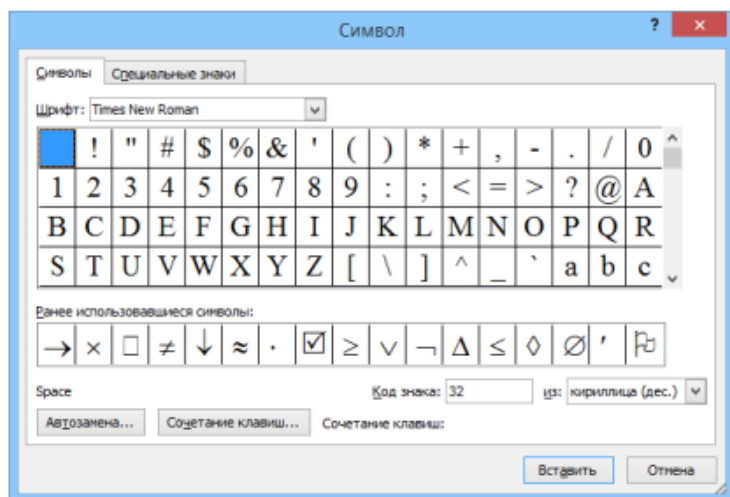 Символ
? ×
Символы Специальные знаки
Шрифт: Times New Roman
! " # $ % & ' ( ) * + , - . / 0
1 2 3 4 5 6 7 8 9 : ; < = > ? @ A
B C D E F G H I J K L M N O P Q R
S T U V W X Y Z [ \ ] ^ _ ` a b c
Ранее использовавшиеся символы:
→ × □ ≠ ↓ ≈ · ☑ ≥ ∨ ¬ Δ ≤ ◊ ∅ ′ ⚐
Space Код знака: 32 из: кириллица (дес.)
Автозамена... Сочетание клавиш... Сочетание клавиш:
Вставить Отмена